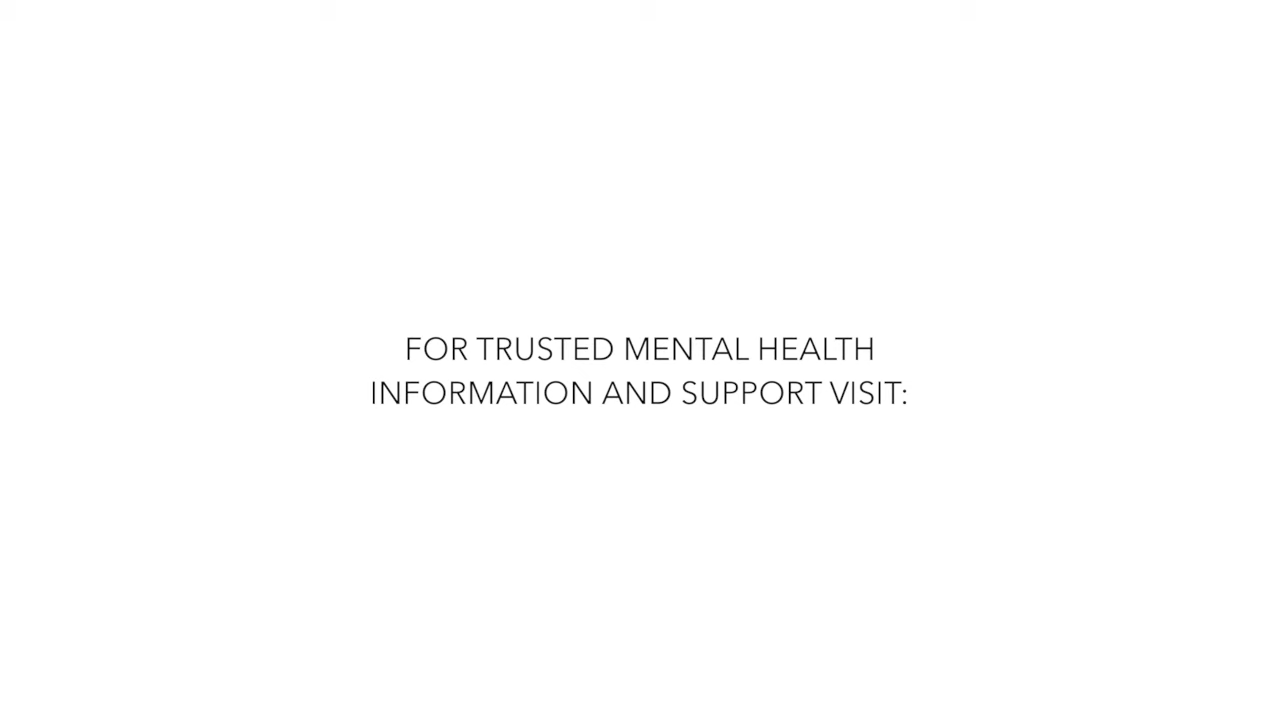 FOR TRUSTED MENTAL HEALTH
INFORMATION AND SUPPORT VISIT: